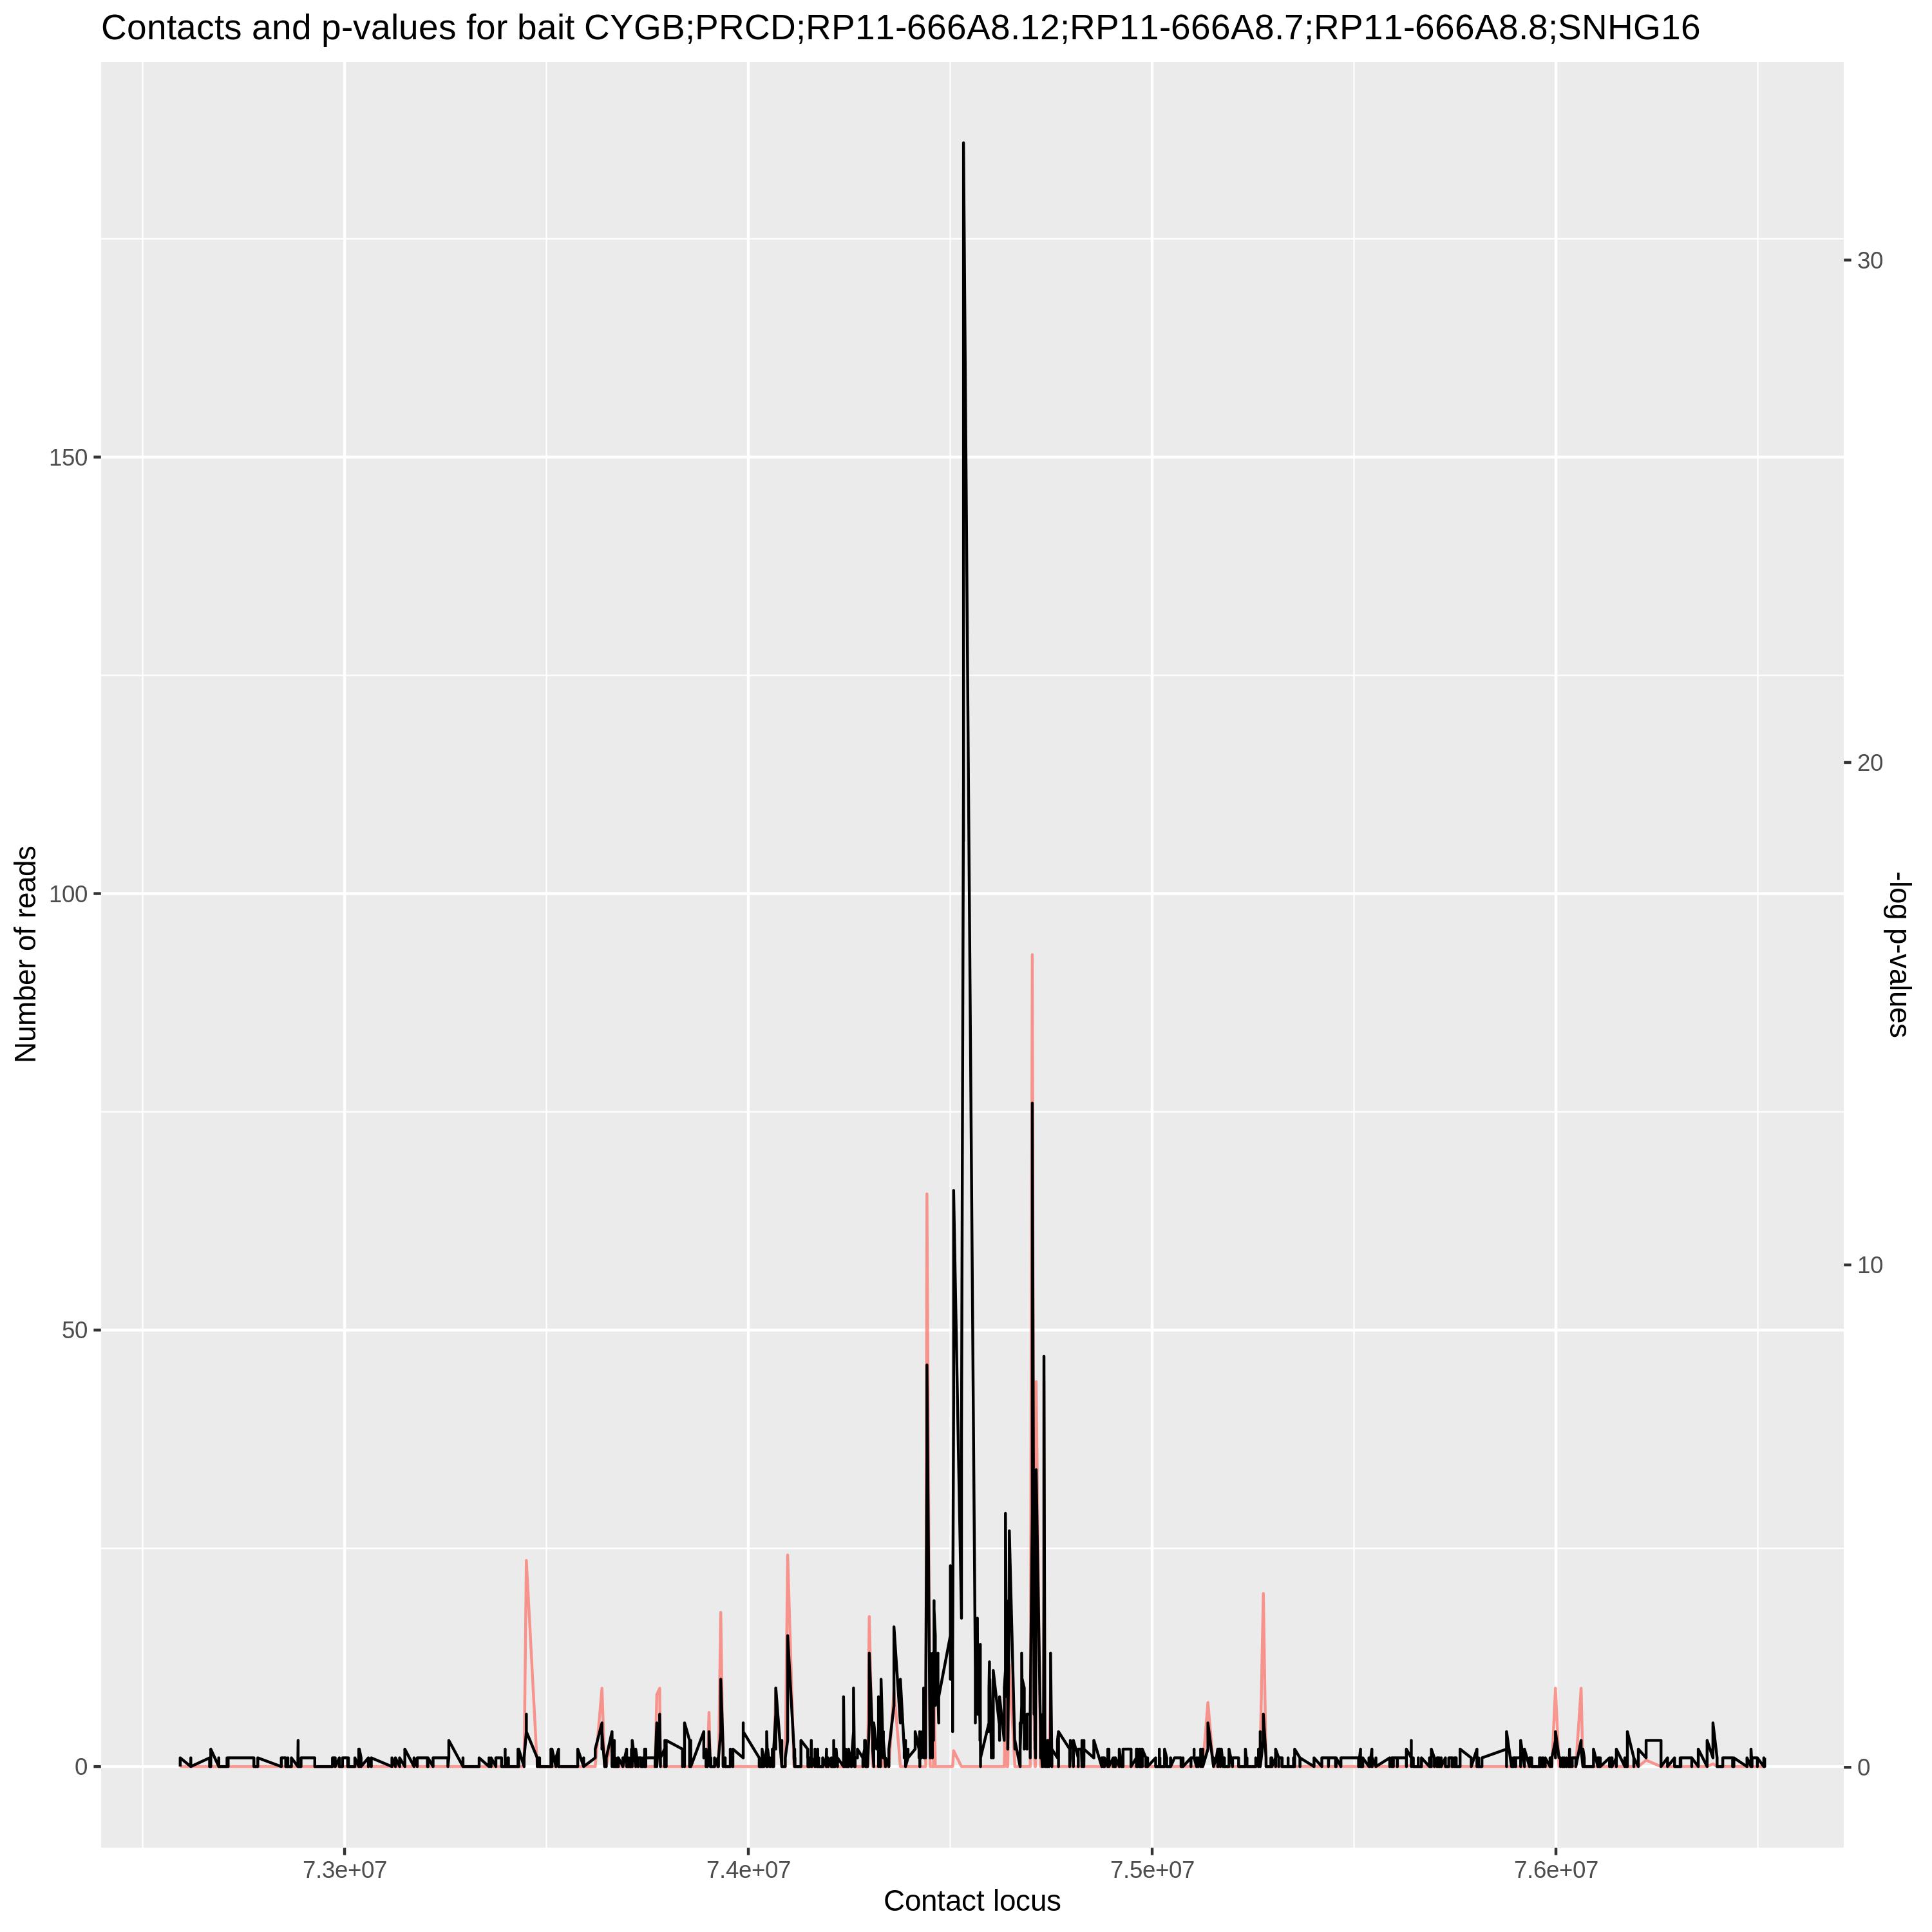 Contacts and p-values for bait CYGB;PRCD;RP11-666A8.12;RP11-666A8.7;RP11-666A8.8;SNHG16
Number of reads
150
100
50
0
30
20
10
0
-log p-values
7.3e+07
7.4e+07
7.5e+07
7.6e+07
Contact locus